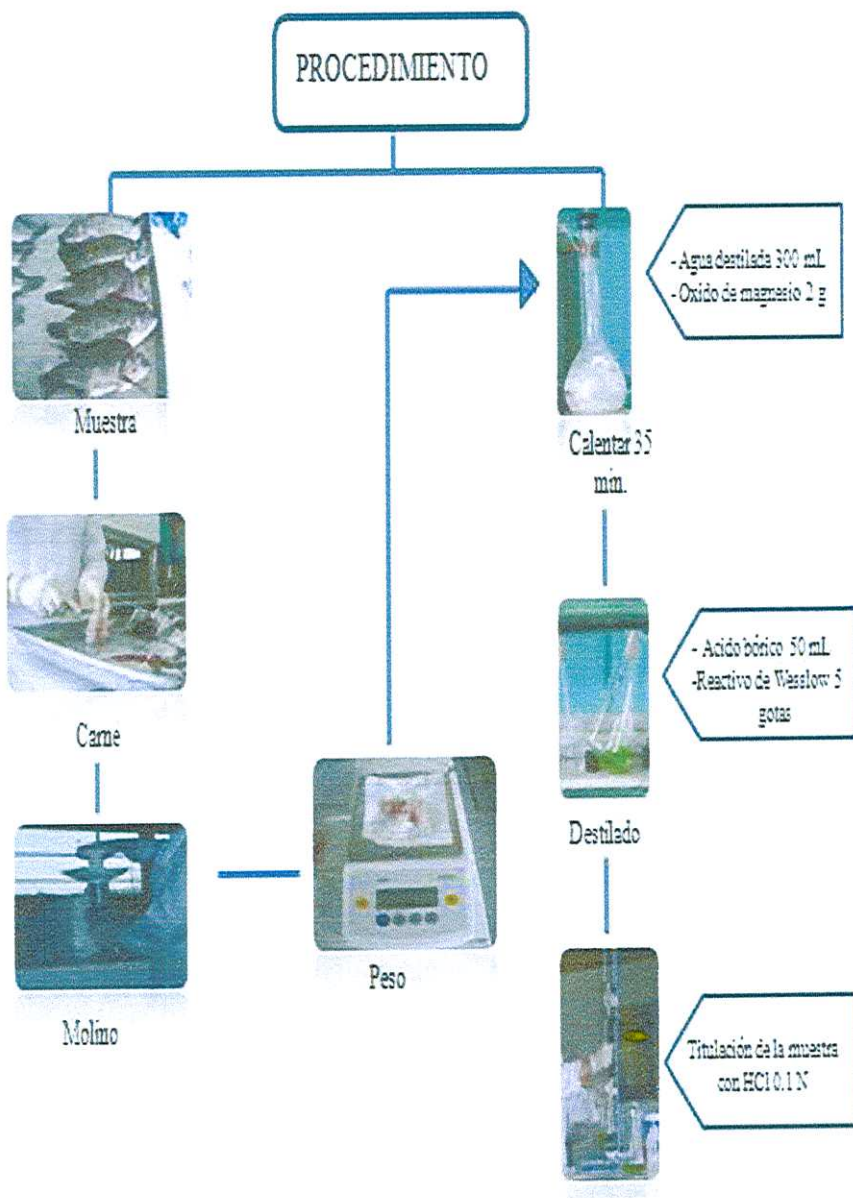 PROCEDIMIENTO
Muestra
Carne
Molino
Peso
- Agua destilada 300 mL
- Oxido de magnesio 2 g
Calentar 35
min.
- Acido bórico 50 mL
-Reactivo de Wesslow 5
gotas
Destilado
Titulación de la muestra
con HCl 0.1 N